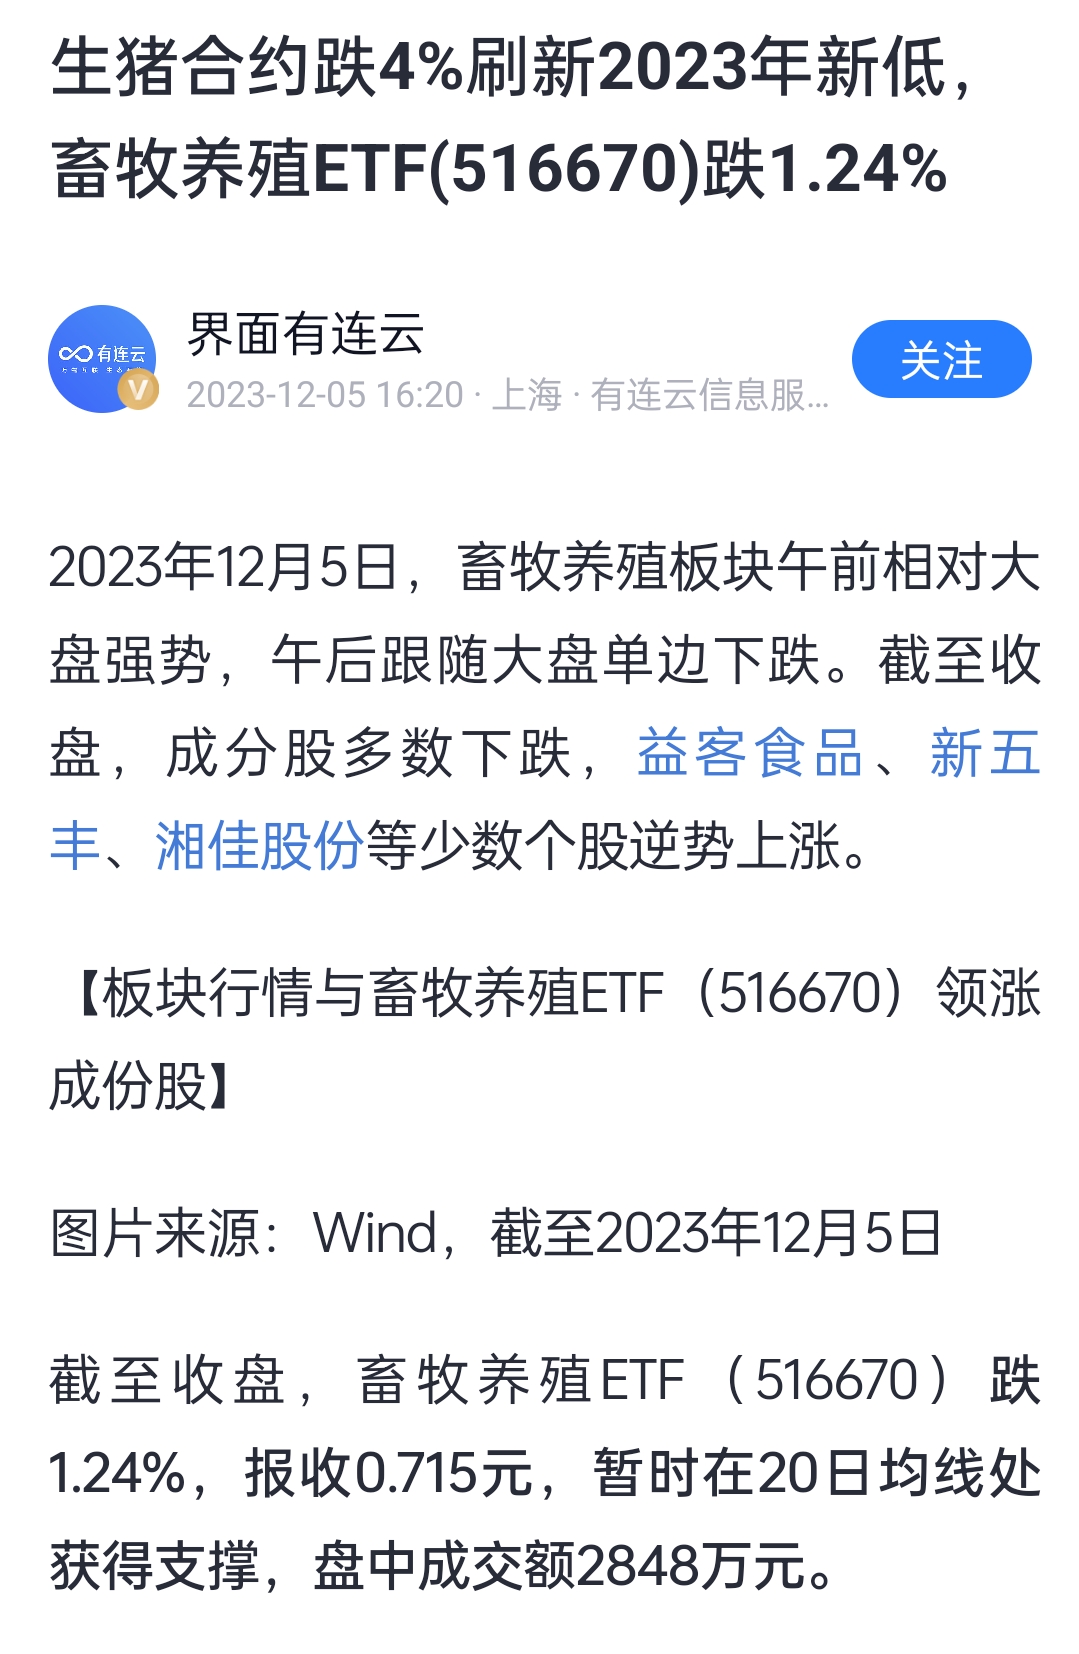 生猪合约跌4%刷新2023年新低，
畜牧养殖ETF(516670)跌1.24%
有连云
V
界面有连云
2023-12-05 16:20 · 上海 · 有连云信息服...
关注
2023年12月5日，畜牧养殖板块午前相对大
盘强势，午后跟随大盘单边下跌。截至收
盘，成分股多数下跌，益客食品、新五
丰、湘佳股份等少数个股逆势上涨。
【板块行情与畜牧养殖ETF（516670）领涨
成份股】
图片来源：Wind，截至2023年12月5日
截至收盘，畜牧养殖ETF（516670）跌
1.24%，报收0.715元，暂时在20日均线处
获得支撑，盘中成交额2848万元。